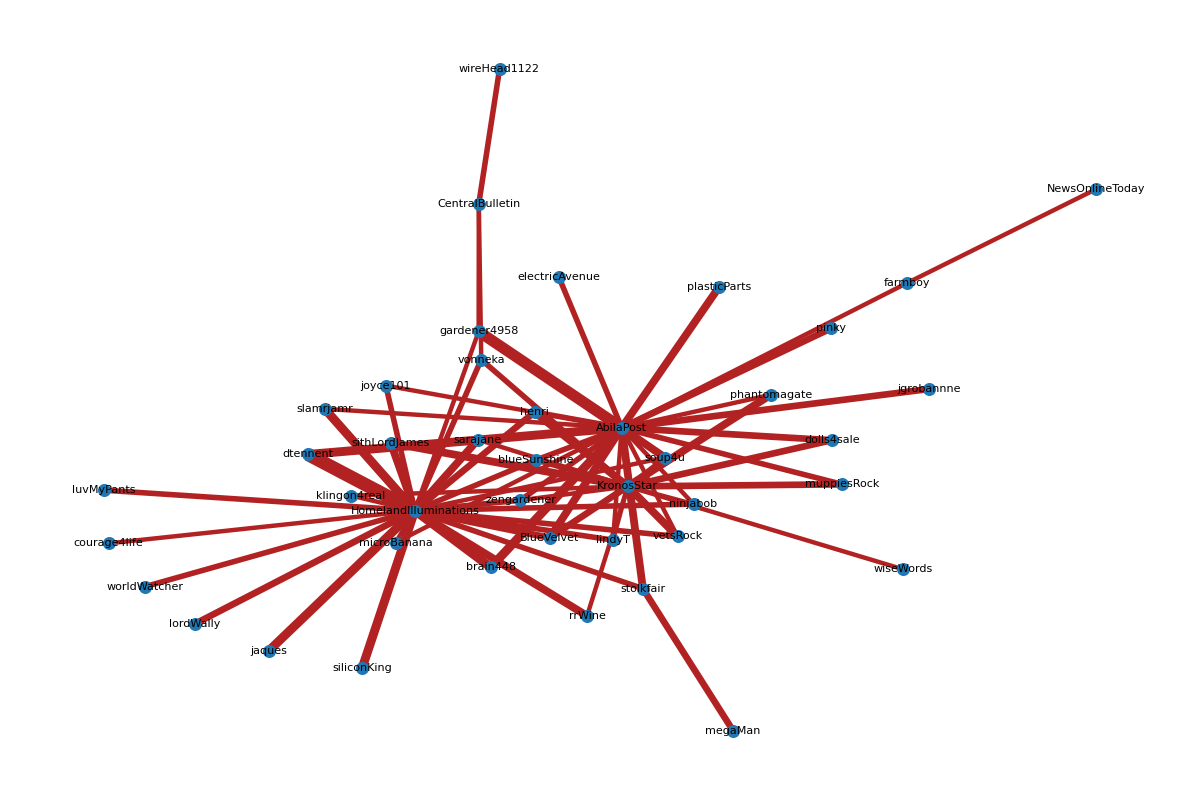 wireHead1122
NewsOnlineToday
CentralBulletin
electricAvenue
farmboy
plasticParts
pinky
gardener4958
vonneka
joyce101
jgrobannne
phantomagate
slamrjamr
henri
AbilaPost
sithLordJames
sarajane
dolls4sale
dtennent
blueSunshine
soup4u
muppiesRock
KronosStar
luvMyPants
klingon4real
zengardener
ninjabob
HomelandIlluminations
vetsRock
BlueVelvet
lindyT
courage4life
microBanana
brain448
wiseWords
worldWatcher
stolkfair
rrWine
lordWally
jaques
siliconKing
megaMan